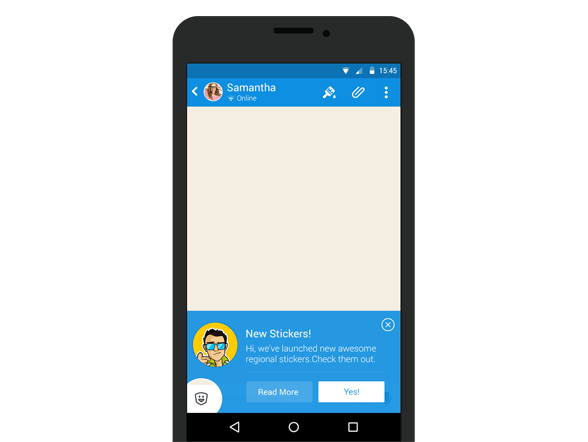 15:45
Samantha
Online
New Stickers!
Hi, we've launched new awesome
regional stickers.Check them out.
Read More
Yes!